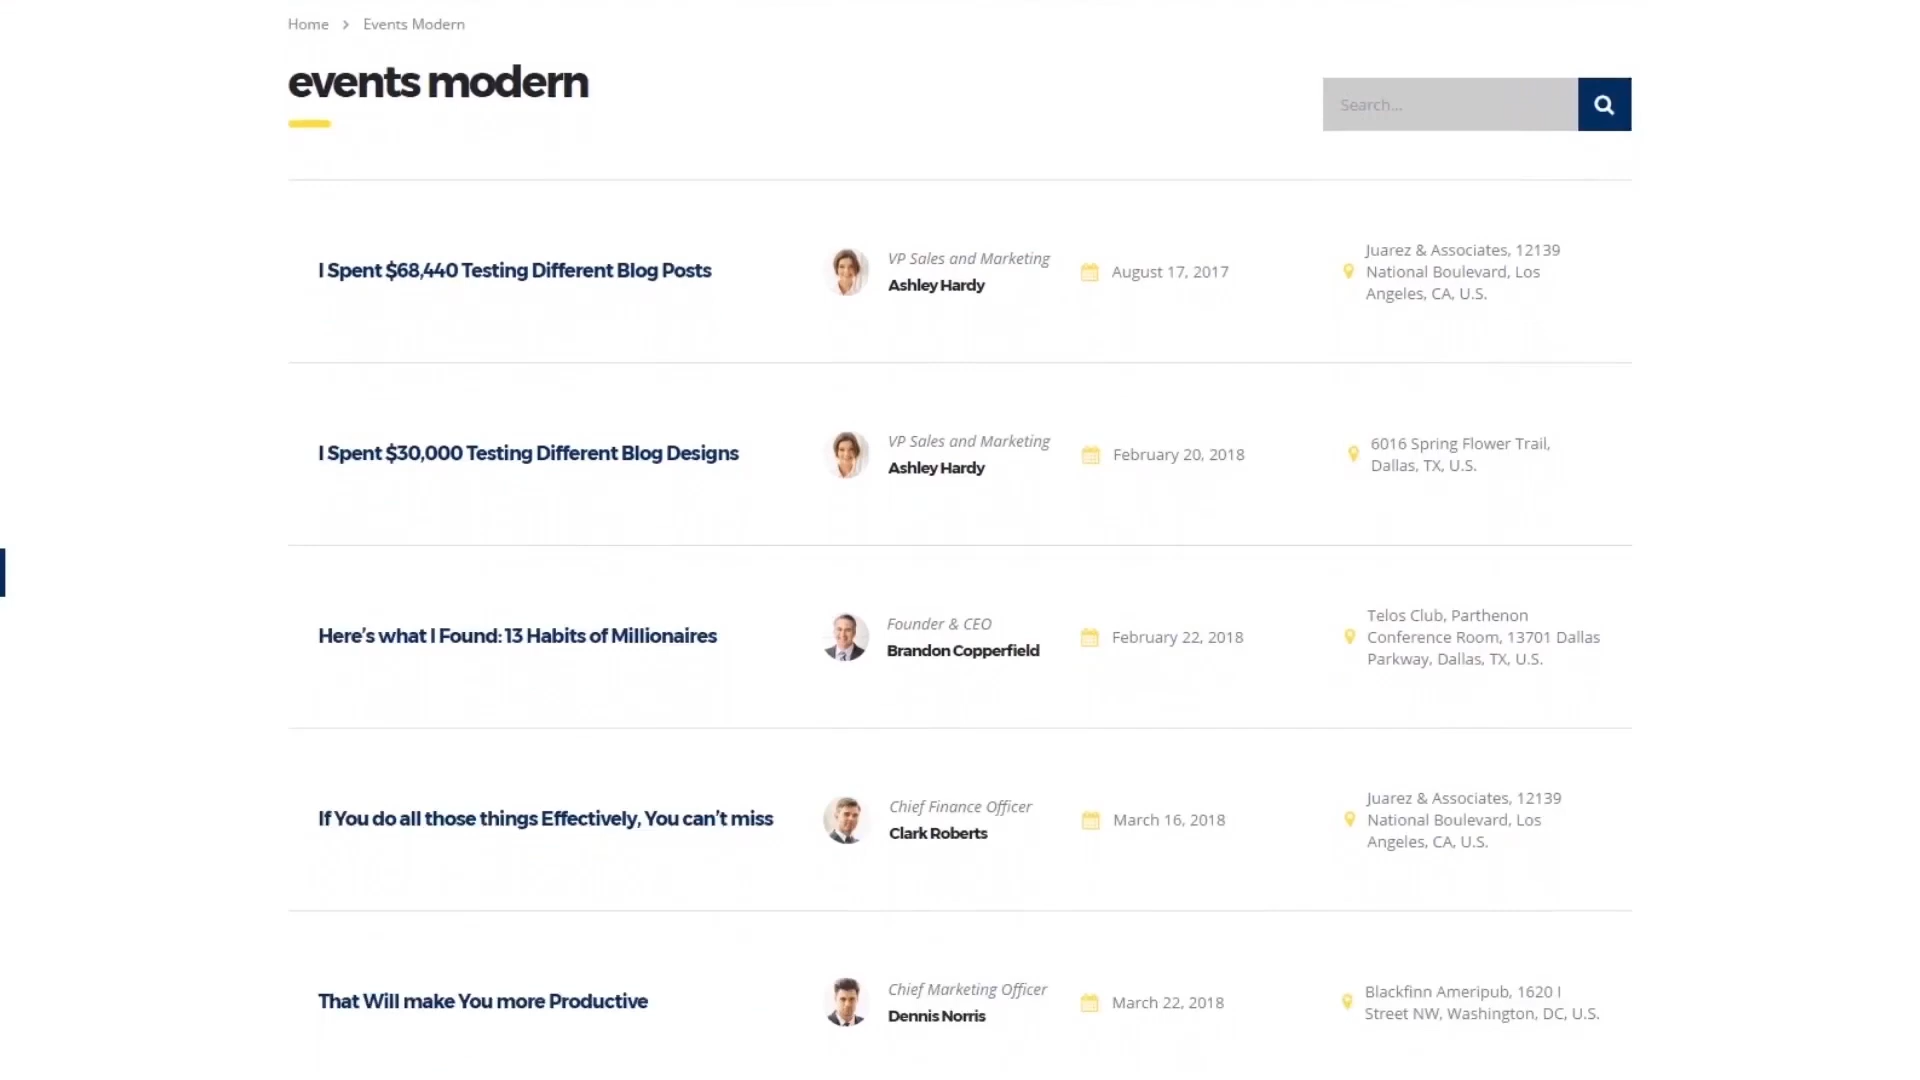 Home > Events Modern
events modern
Search...
I Spent $68,440 Testing Different Blog Posts
VP Sales and Marketing
Ashley Hardy
August 17, 2017
Juarez & Associates, 12139
National Boulevard, Los
Angeles, CA, U.S.
I Spent $30,000 Testing Different Blog Designs
VP Sales and Marketing
Ashley Hardy
February 20, 2018
6016 Spring Flower Trail,
Dallas, TX, U.S.
Here’s what I Found: 13 Habits of Millionaires
Founder & CEO
Brandon Copperfield
February 22, 2018
Telos Club, Parthenon
Conference Room, 13701 Dallas
Parkway, Dallas, TX, U.S.
If You do all those things Effectively, You can’t miss
Chief Finance Officer
Clark Roberts
March 16, 2018
Juarez & Associates, 12139
National Boulevard, Los
Angeles, CA, U.S.
That Will make You more Productive
Chief Marketing Officer
Dennis Norris
March 22, 2018
Blackfinn Ameripub, 1620 I
Street NW, Washington, DC, U.S.